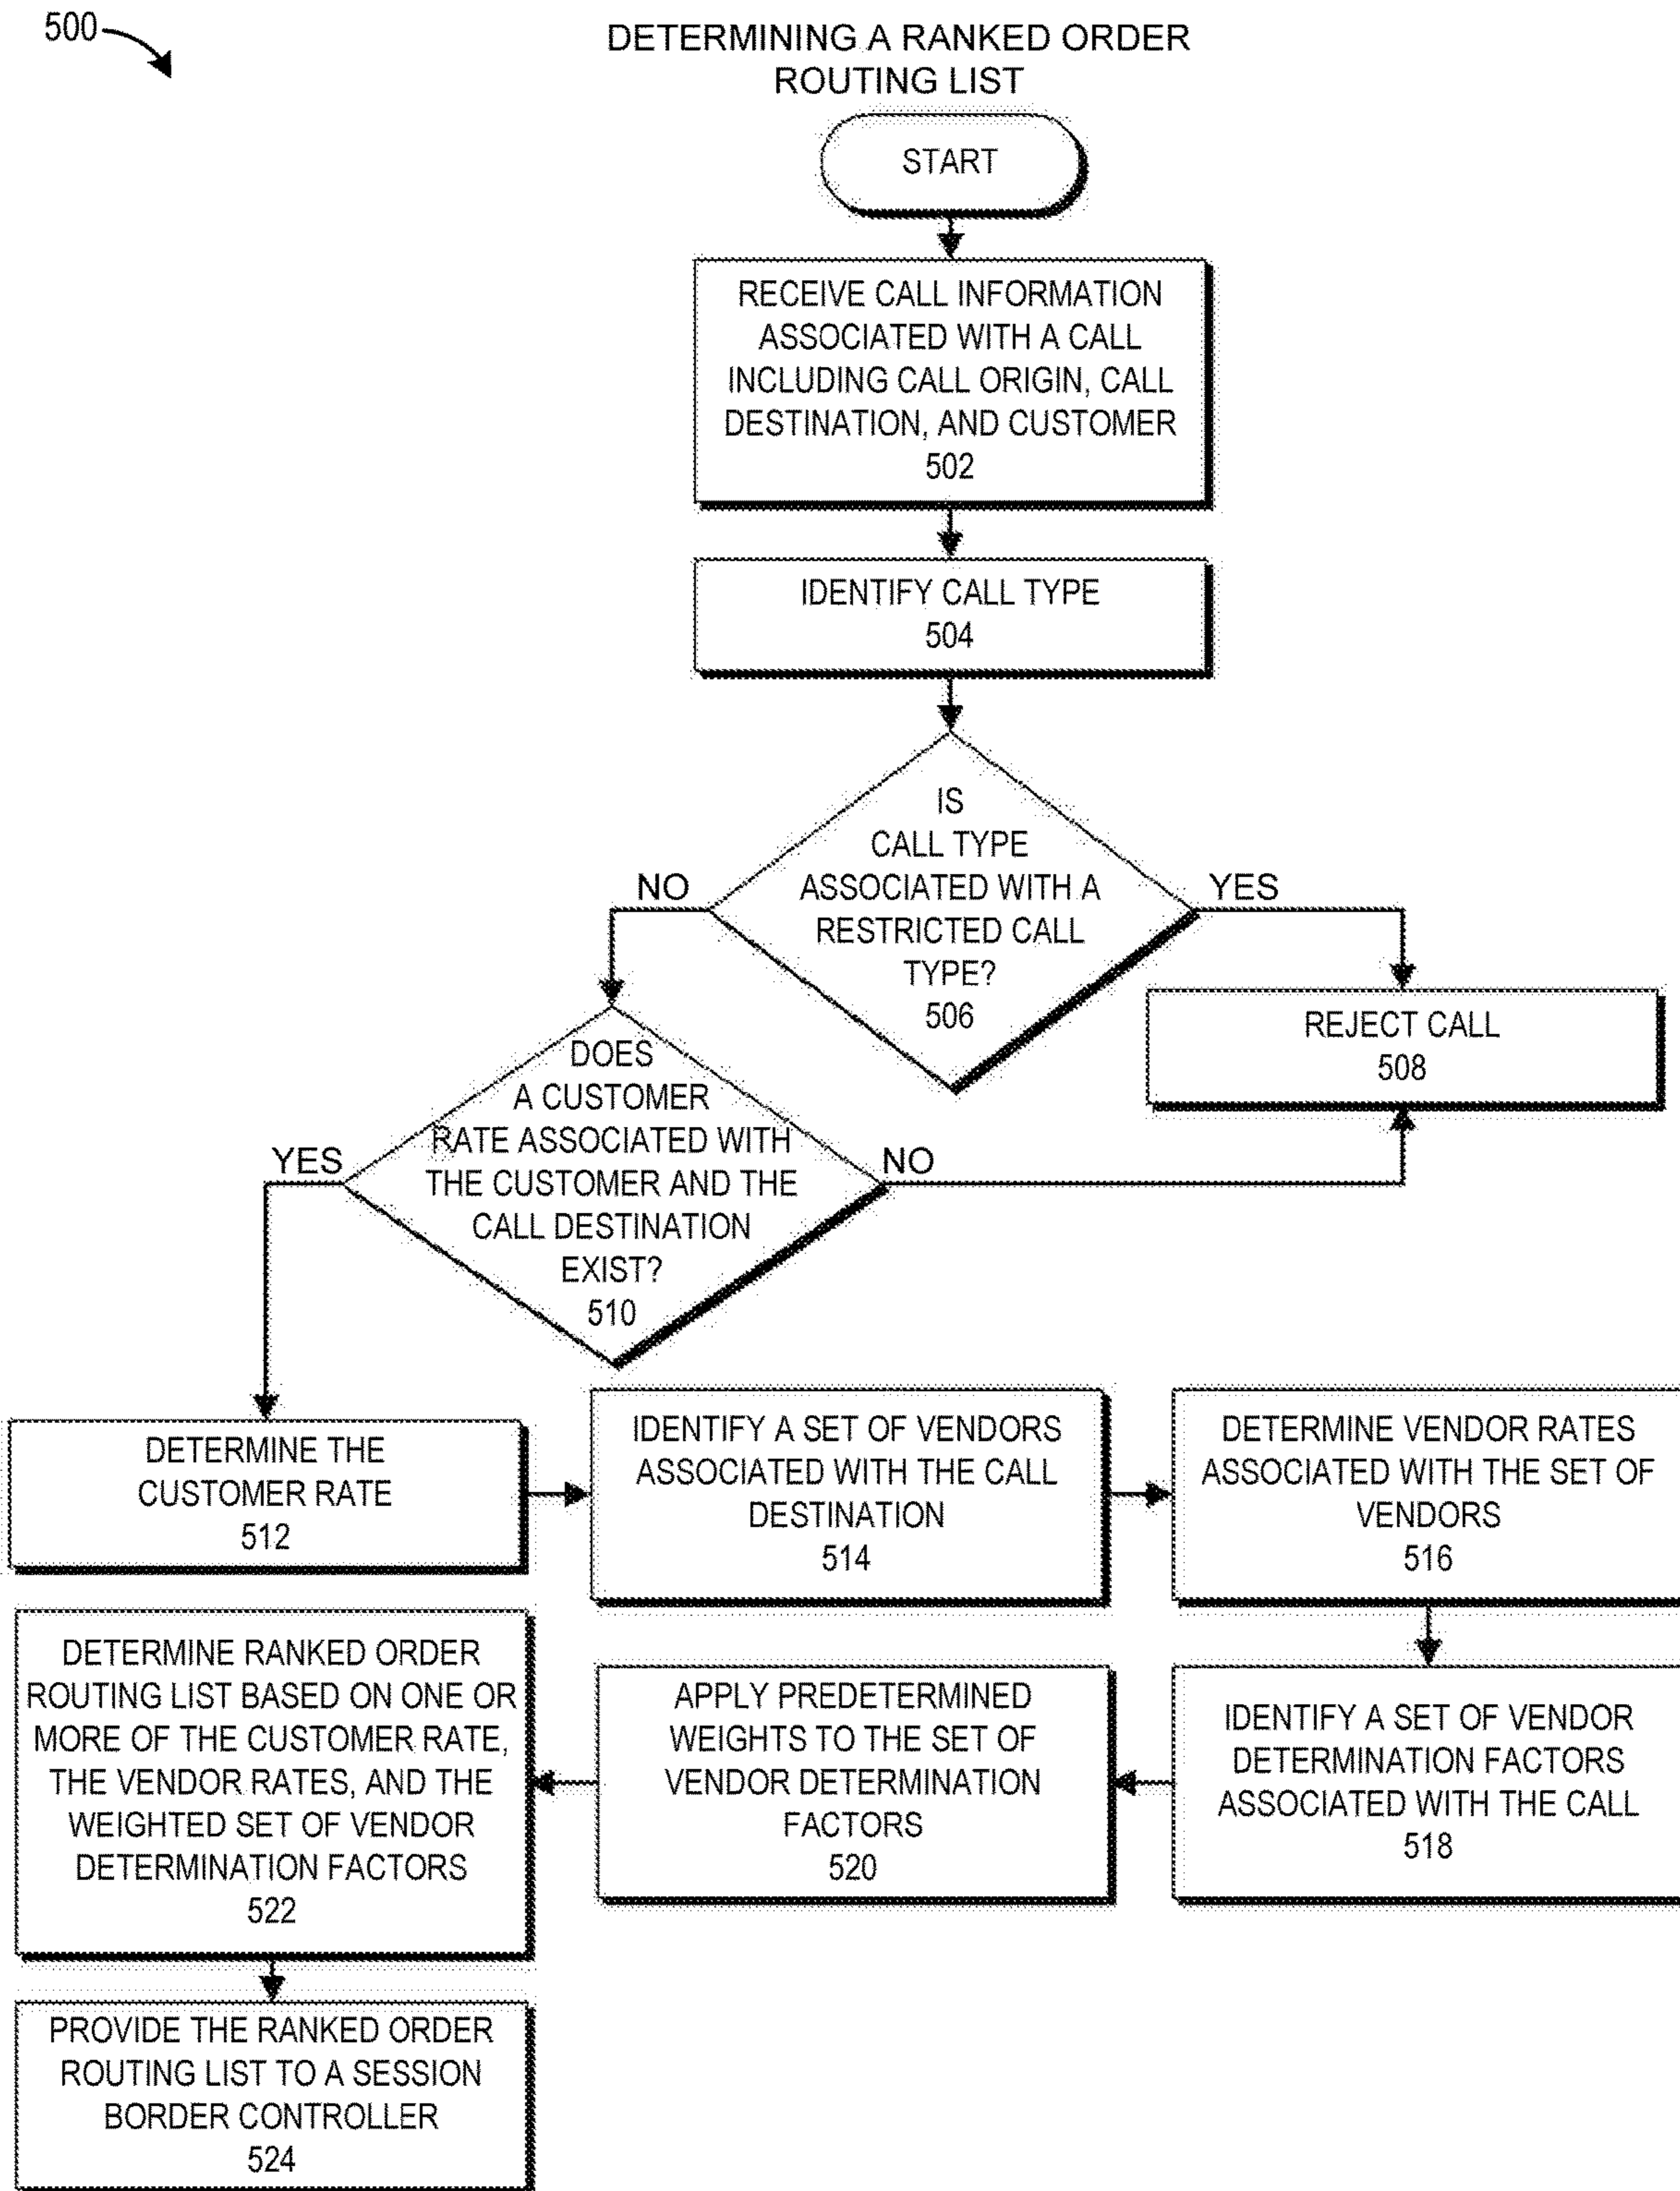 500
DETERMINING A RANKED ORDER
ROUTING LIST
START
RECEIVE CALL INFORMATION
ASSOCIATED WITH A CALL
INCLUDING CALL ORIGIN, CALL
DESTINATION, AND CUSTOMER
502
IDENTIFY CALL TYPE
504
IS
CALL TYPE
ASSOCIATED WITH A
RESTRICTED CALL
TYPE?
506
NO
YES
REJECT CALL
508
DOES
A CUSTOMER
RATE ASSOCIATED WITH
THE CUSTOMER AND THE
CALL DESTINATION
EXIST?
510
YES
NO
DETERMINE THE
CUSTOMER RATE
512
IDENTIFY A SET OF VENDORS
ASSOCIATED WITH THE CALL
DESTINATION
514
DETERMINE VENDOR RATES
ASSOCIATED WITH THE SET OF
VENDORS
516
IDENTIFY A SET OF VENDOR
DETERMINATION FACTORS
ASSOCIATED WITH THE CALL
518
APPLY PREDETERMINED
WEIGHTS TO THE SET OF
VENDOR DETERMINATION
FACTORS
520
DETERMINE RANKED ORDER
ROUTING LIST BASED ON ONE OR
MORE OF THE CUSTOMER RATE,
THE VENDOR RATES, AND THE
WEIGHTED SET OF VENDOR
DETERMINATION FACTORS
522
PROVIDE THE RANKED ORDER
ROUTING LIST TO A SESSION
BORDER CONTROLLER
524